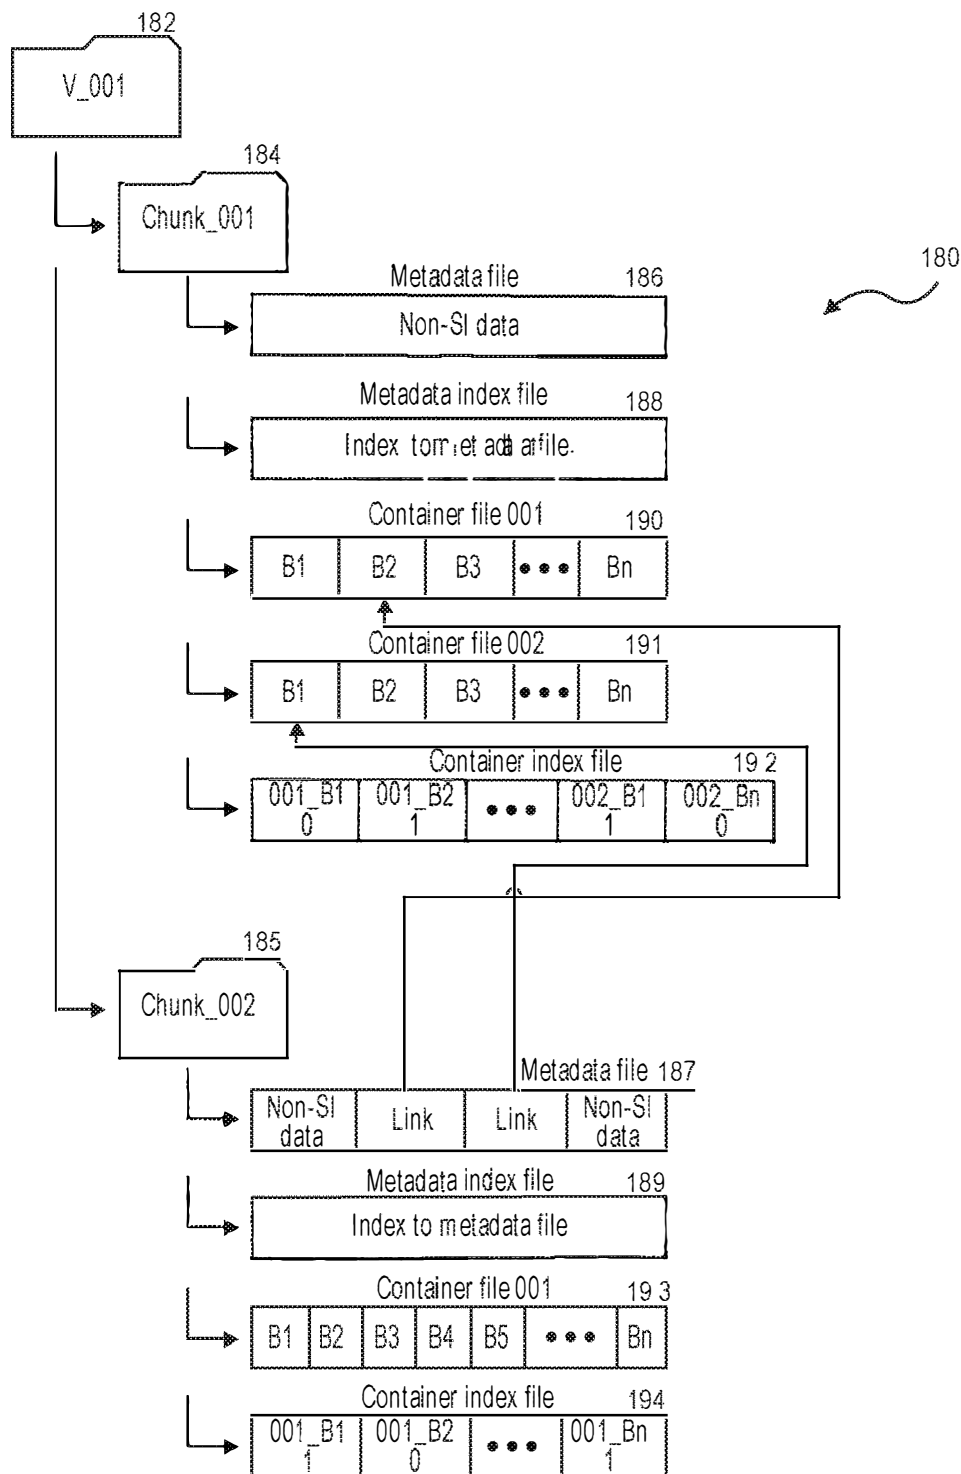 182
V_001
184
Chunk_001
180
Metadata file 186
Non-SI data
Metadata index file 188
Index
Container file 001 190
B1 B2 B3 ••• Bn
Container file 002 191
B1 B2 B3 ••• Bn
Container index file 19 2
001_B1 001_B2 ••• 002_B1 002_Bn
0 1 1 0
185
Chunk_002
Metadata file 187
Non-SI Link Link Non-SI
data data
Metadata index file 189
Index to metadata file
Container file 001 19 3
B1 B2 B3 B4 B5 ••• Bn
Container index file 194
001_B1 001_B2 ••• 001_Bn
1 0 1